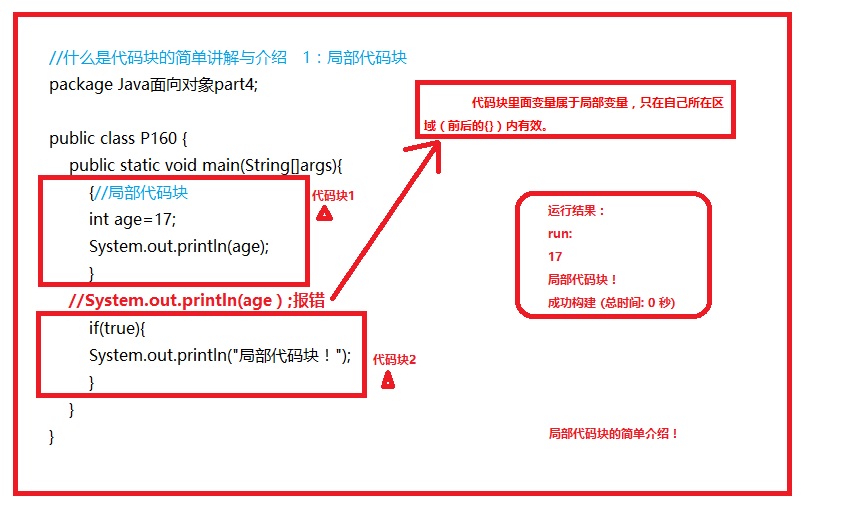 //什么是代码块的简单讲解与介绍　1：局部代码块
package Java面向对象part4;
代码块里面变量属于局部变量，只在自己所在区
域（前后的{}）内有效。
public class P160 {
public static void main(String[]args){
{//局部代码块
代码块1
int age=17;
System.out.println(age);
}
运行结果：
run:
17
局部代码块！
成功构建 (总时间: 0 秒)
//System.out.println(age）;报错
if(true){
System.out.println("局部代码块！");
代码块2
}
}
}
局部代码块的简单介绍！